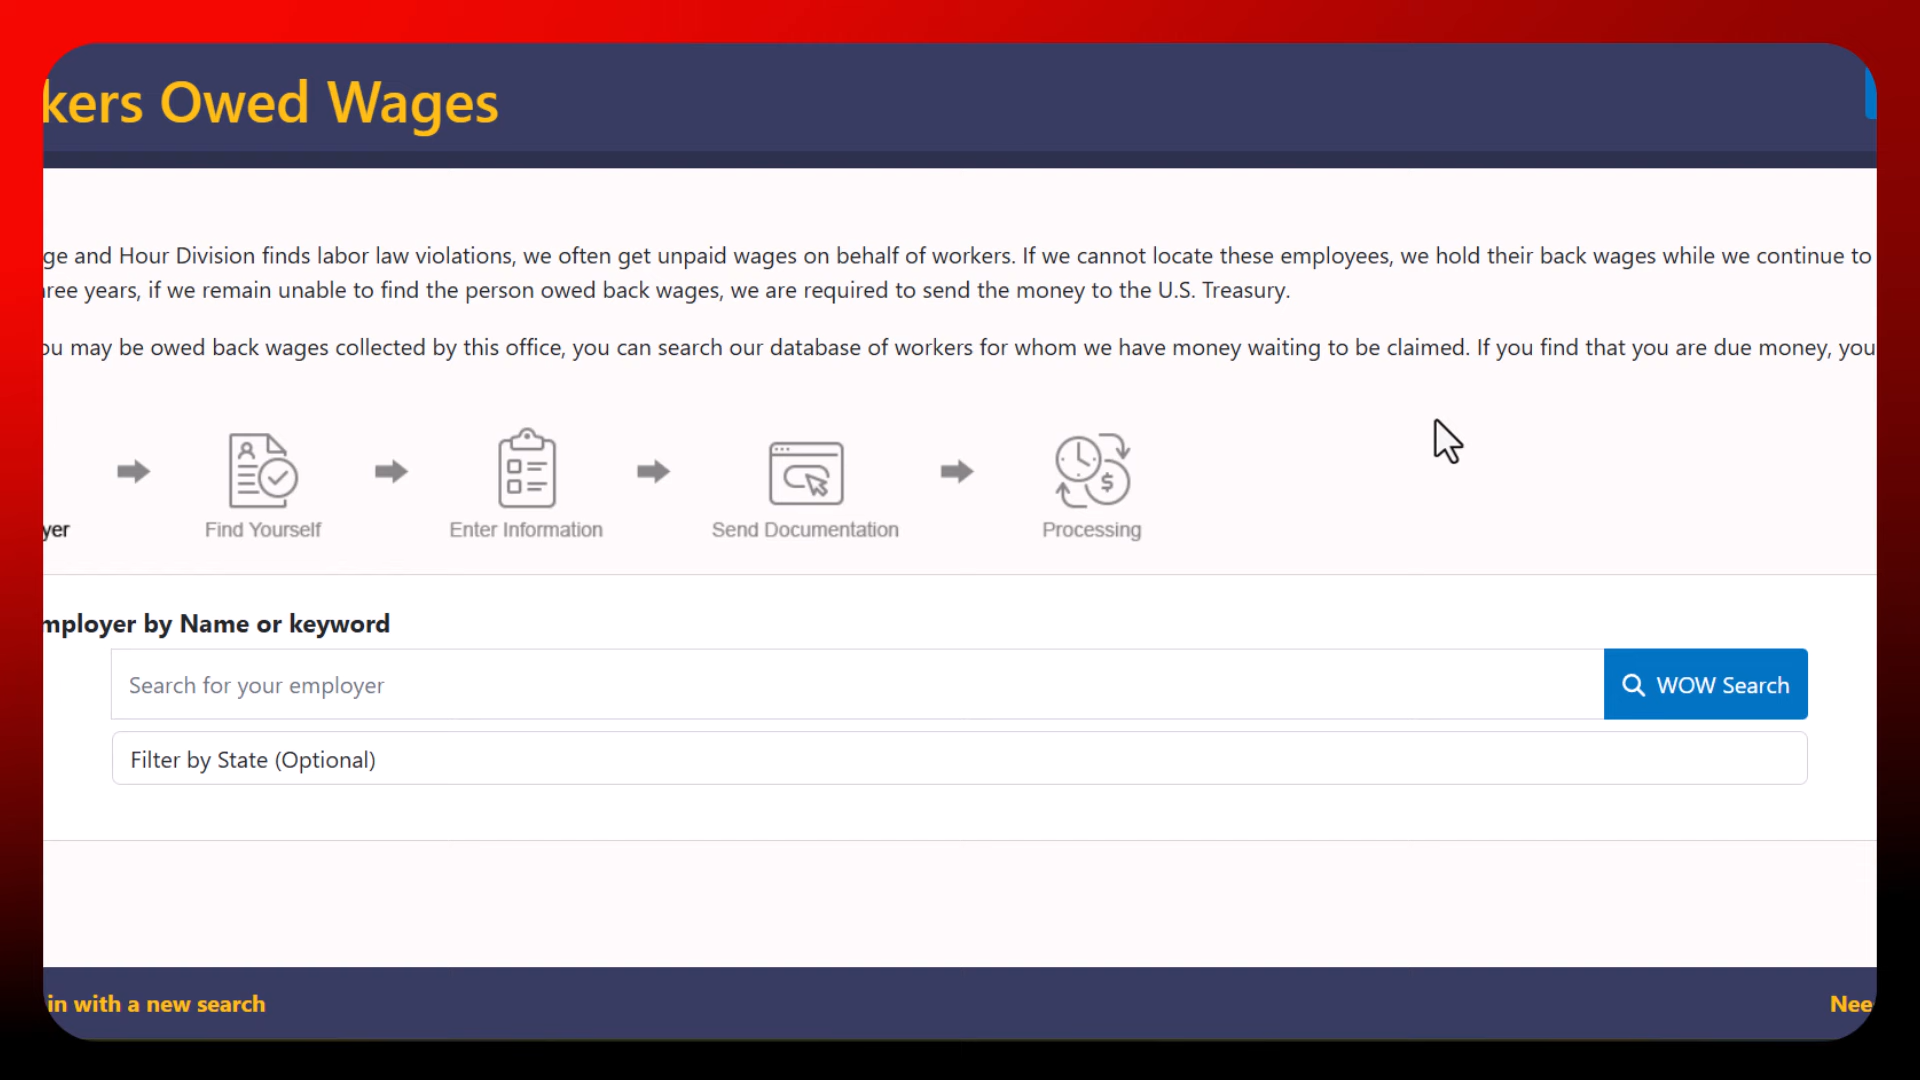 kers Owed Wages
ge and Hour Division finds labor law violations, we often get unpaid wages on behalf of workers. If we cannot locate these employees, we hold their back wages while we continue to
ree years, if we remain unable to find the person owed back wages, we are required to send the money to the U.S. Treasury.
ou may be owed back wages collected by this office, you can search our database of workers for whom we have money waiting to be claimed. If you find that you are due money, you
yer
Find Yourself
Enter Information
Send Documentation
Processing
mployer by Name or keyword
Search for your employer
WOW Search
Filter by State (Optional)
in with a new search
Nee